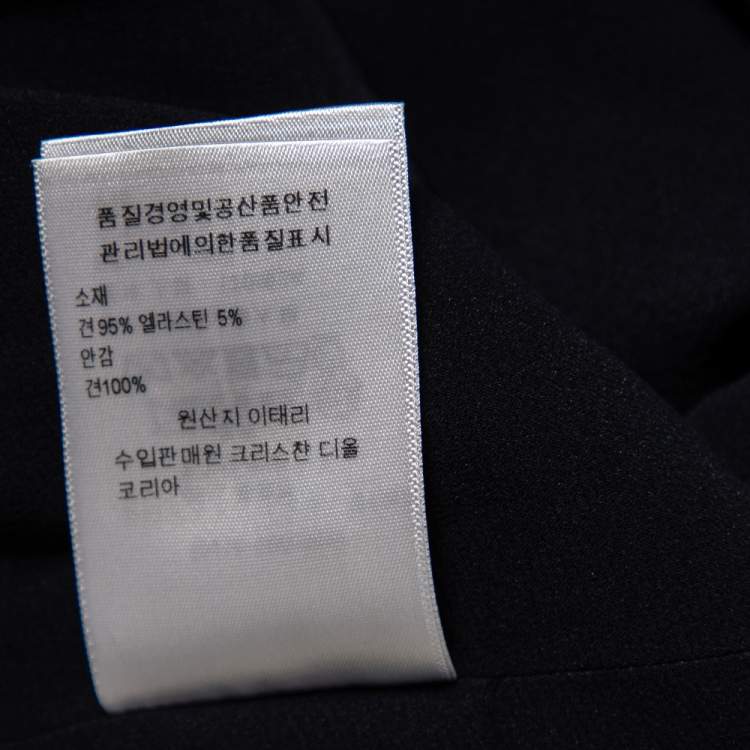 품질경영및공산품안전
관리법에의한품질표시
소재
견95% 엘라스틴 5%
안감
견100%
원산지 이태리
수입판매원 크리스챤 디올
코리아